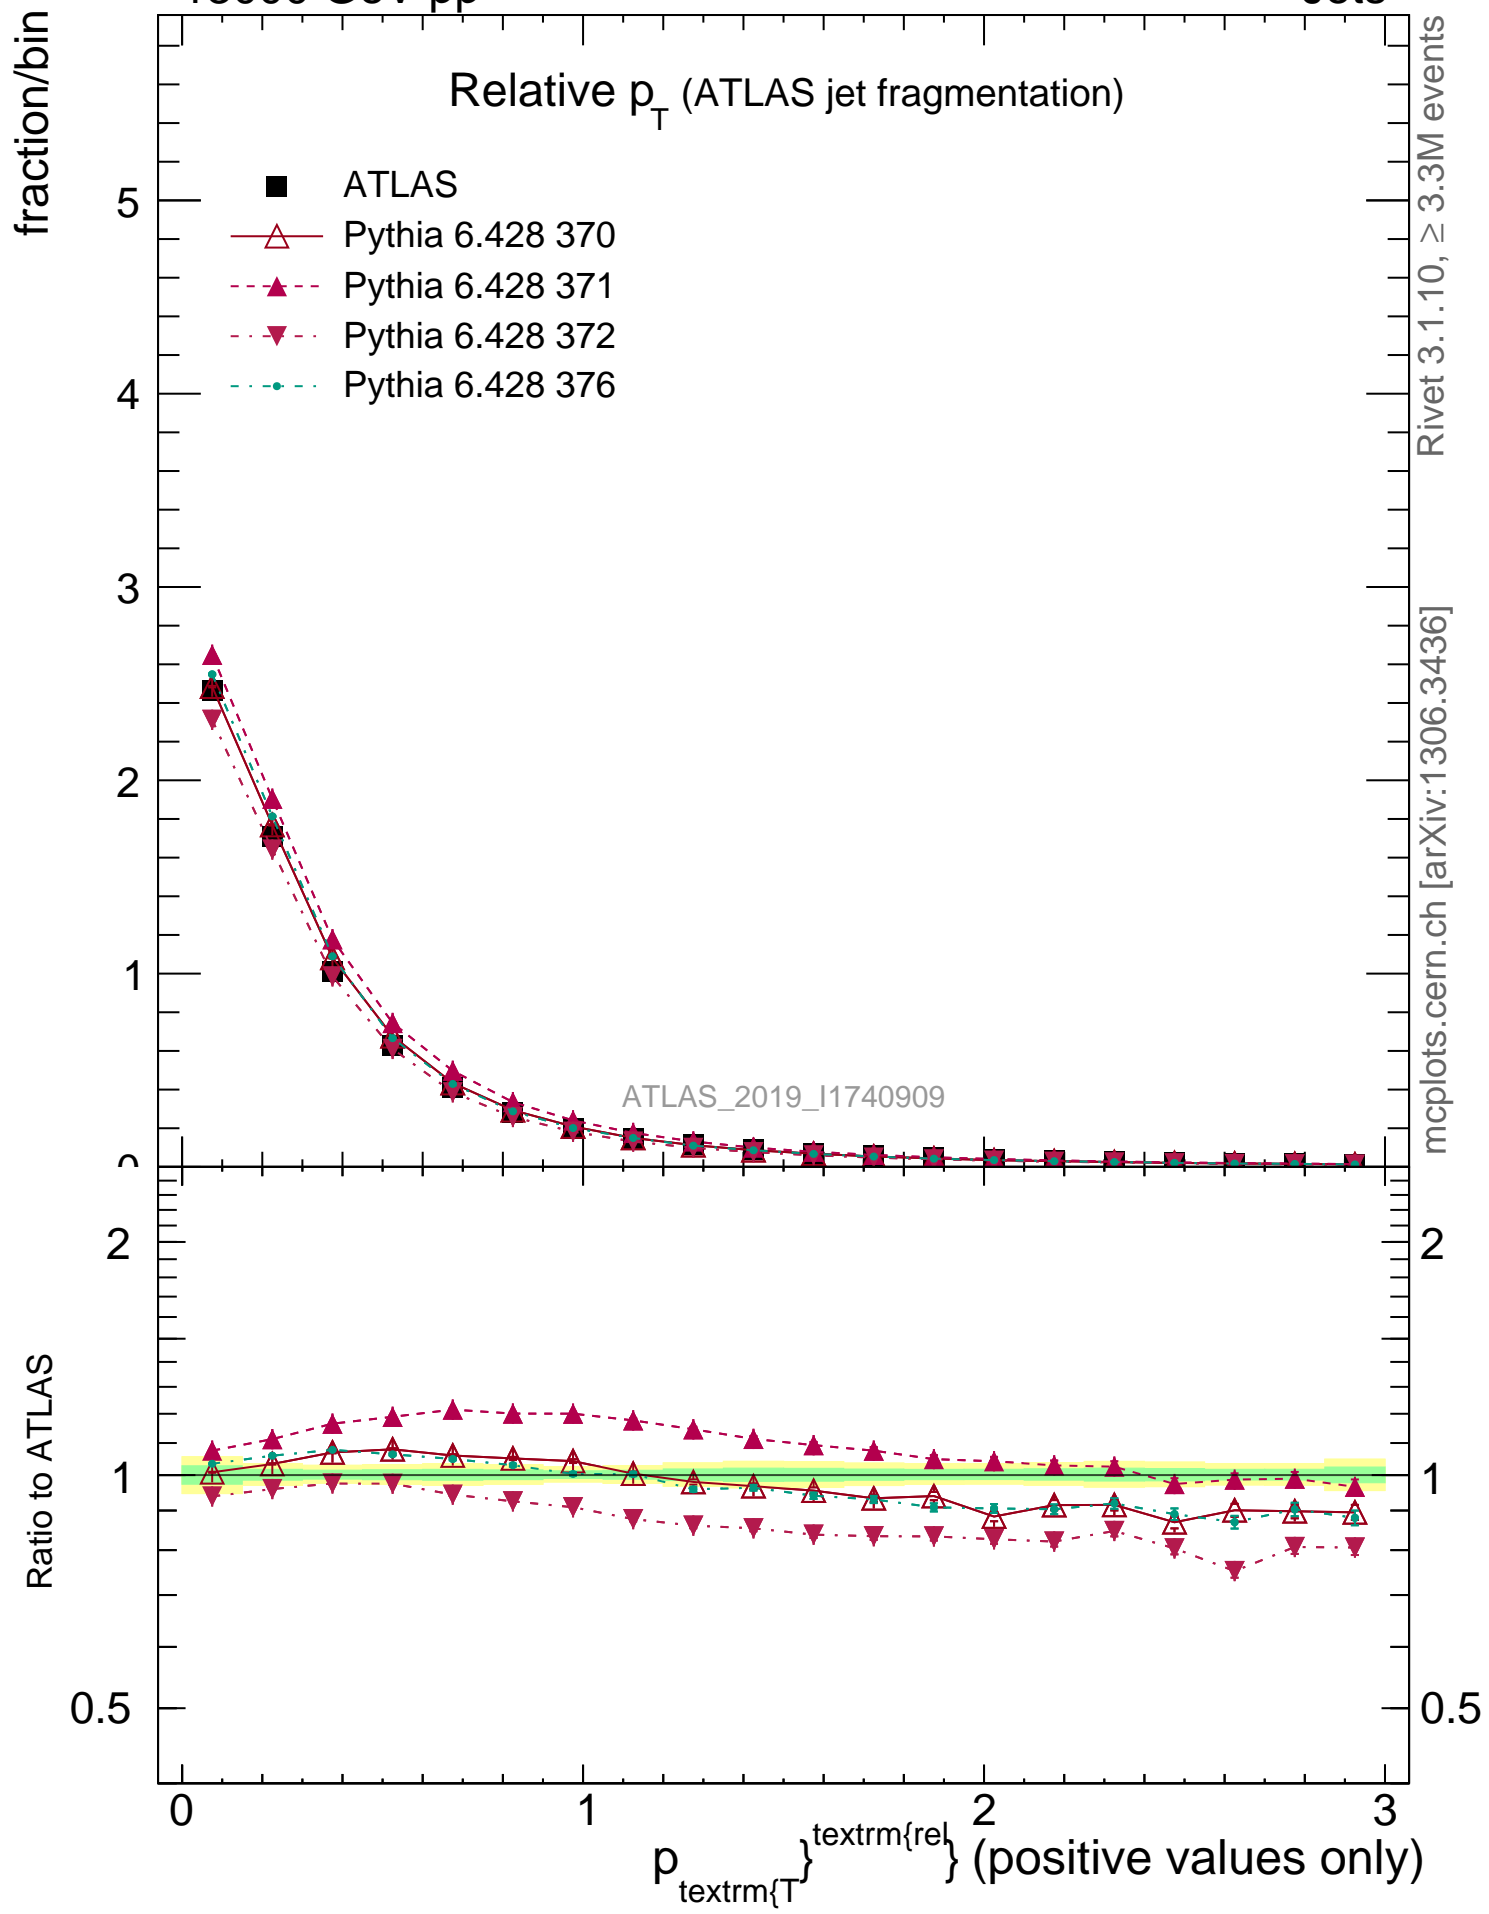 fraction/bin
Relative pT (ATLAS jet fragmentation)
ATLAS
Pythia 6.428 370
Pythia 6.428 371
Pythia 6.428 372
Pythia 6.428 376
5
4
3
2
1
0
ATLAS_2019_I1740909
Rivet 3.1.10, ≥ 3.3M events
mcplots.cern.ch [arXiv:1306.3436]
Ratio to ATLAS
2
1
0.5
2
1
0.5
0
1
2
3
p_textrm{T}^textrm{rel} (positive values only)